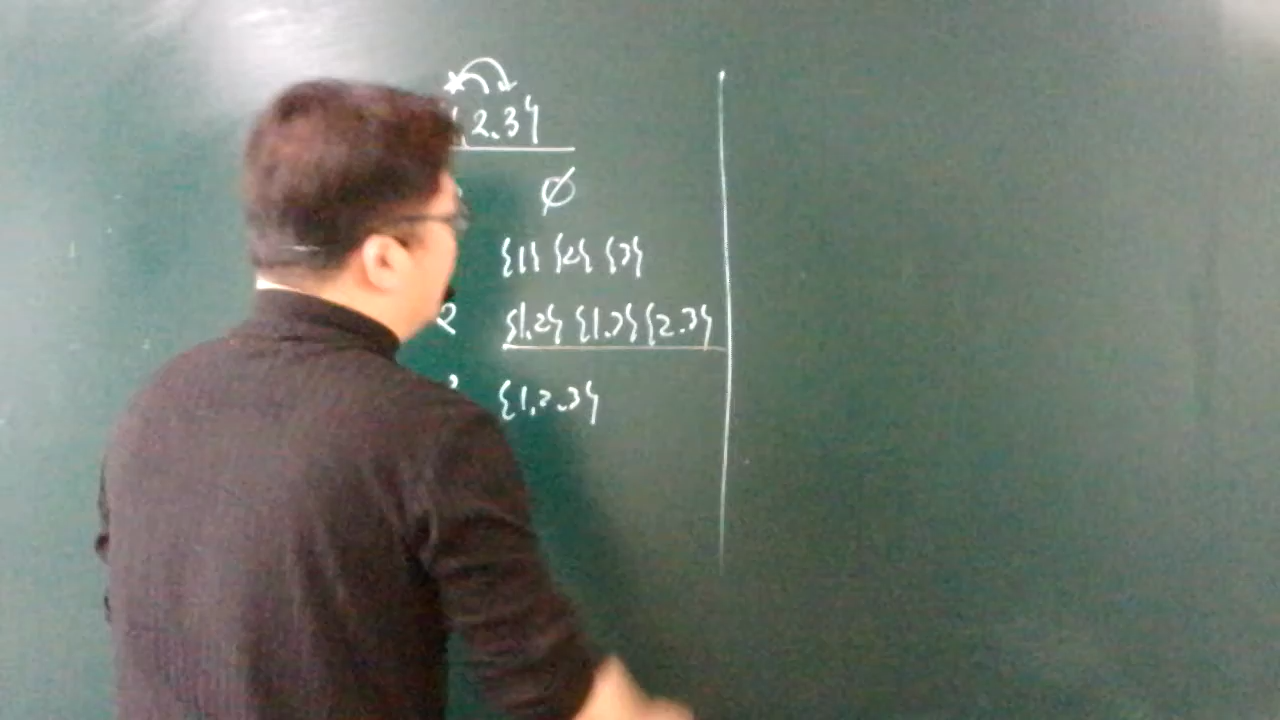 2.3}
∅
{1} {2} {3}
2 {1.2} {1.3} {2.3}
{1.2.3}